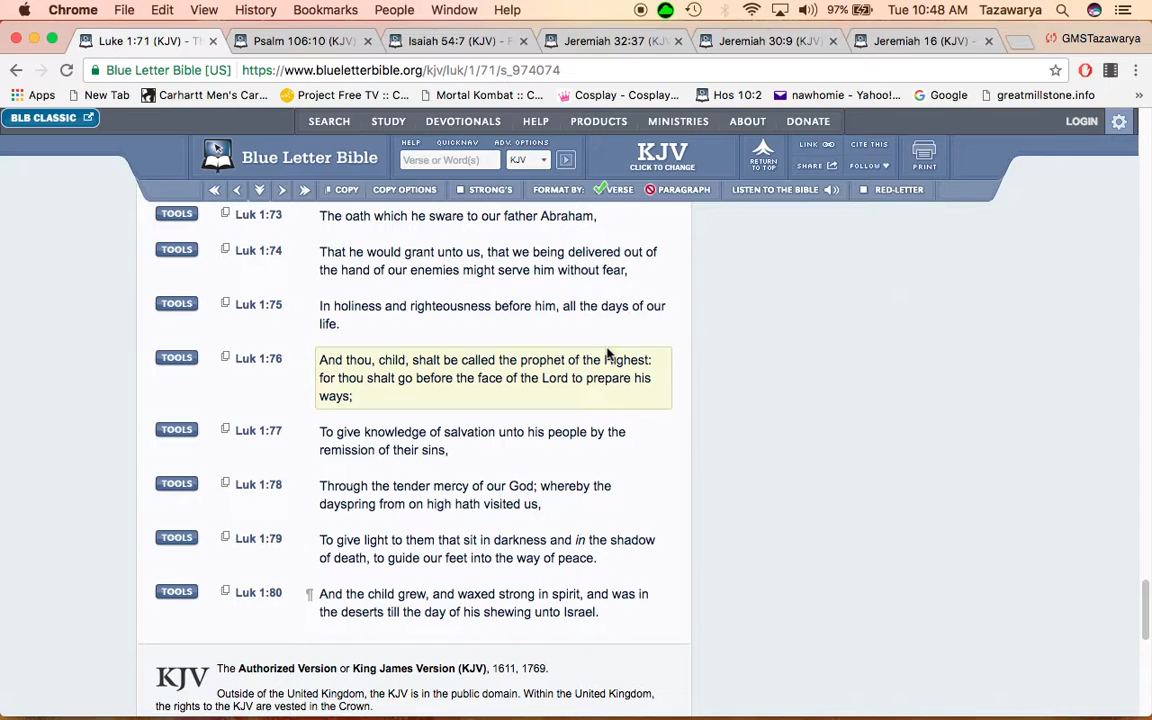 Chrome File Edit View History Bookmarks People Window Help 97% Tue 10:48 AM Tazawarya
Luke 1:71 (KJV) - Th Psalm 106:10 (KJV) Isaiah 54:7 (KJV) - F Jeremiah 32:37 (KJV Jeremiah 30:9 (KJV) Jeremiah 16 (KJV) - GMSTazawarya
Blue Letter Bible [US] https://www.blueletterbible.org/kjv/luk/1/71/s_974074
Apps New Tab Carhartt Men's Car... Project Free TV :: C... Mortal Kombat :: C... Cosplay - Cosplay... Hos 10:2 nawhomie - Yahoo!... Google greatmillstone.info »
BLB CLASSIC SEARCH STUDY DEVOTIONALS HELP PRODUCTS MINISTRIES ABOUT DONATE LOGIN
HELP QUICKNAV ADV. OPTIONS
Blue Letter Bible Verse or Word(s) KJV KJV CLICK TO CHANGE RETURN TO TOP LINK CITE THIS SHARE FOLLOW PRINT
COPY COPY OPTIONS STRONG'S FORMAT BY: VERSE PARAGRAPH LISTEN TO THE BIBLE RED-LETTER
TOOLS Luk 1:73 The oath which he sware to our father Abraham,
TOOLS Luk 1:74 That he would grant unto us, that we being delivered out of
the hand of our enemies might serve him without fear,
TOOLS Luk 1:75 In holiness and righteousness before him, all the days of our
life.
TOOLS Luk 1:76 And thou, child, shalt be called the prophet of the Highest:
for thou shalt go before the face of the Lord to prepare his
ways;
TOOLS Luk 1:77 To give knowledge of salvation unto his people by the
remission of their sins,
TOOLS Luk 1:78 Through the tender mercy of our God; whereby the
dayspring from on high hath visited us,
TOOLS Luk 1:79 To give light to them that sit in darkness and in the shadow
of death, to guide our feet into the way of peace.
TOOLS Luk 1:80 ¶ And the child grew, and waxed strong in spirit, and was in
the deserts till the day of his shewing unto Israel.
KJV The Authorized Version or King James Version (KJV), 1611, 1769.
Outside of the United Kingdom, the KJV is in the public domain. Within the United Kingdom,
the rights to the KJV are vested in the Crown.